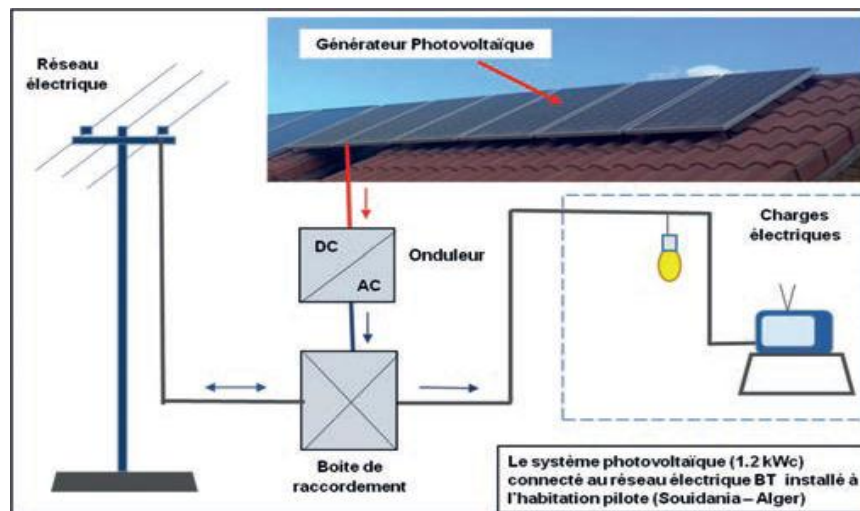 Réseau
électrique
Générateur Photovoltaïque
DC
AC
Onduleur
Charges
électriques
Boite de
raccordement
Le système photovoltaïque (1.2 kWc)
connecté au réseau électrique BT installé à
l'habitation pilote (Souidania – Alger)